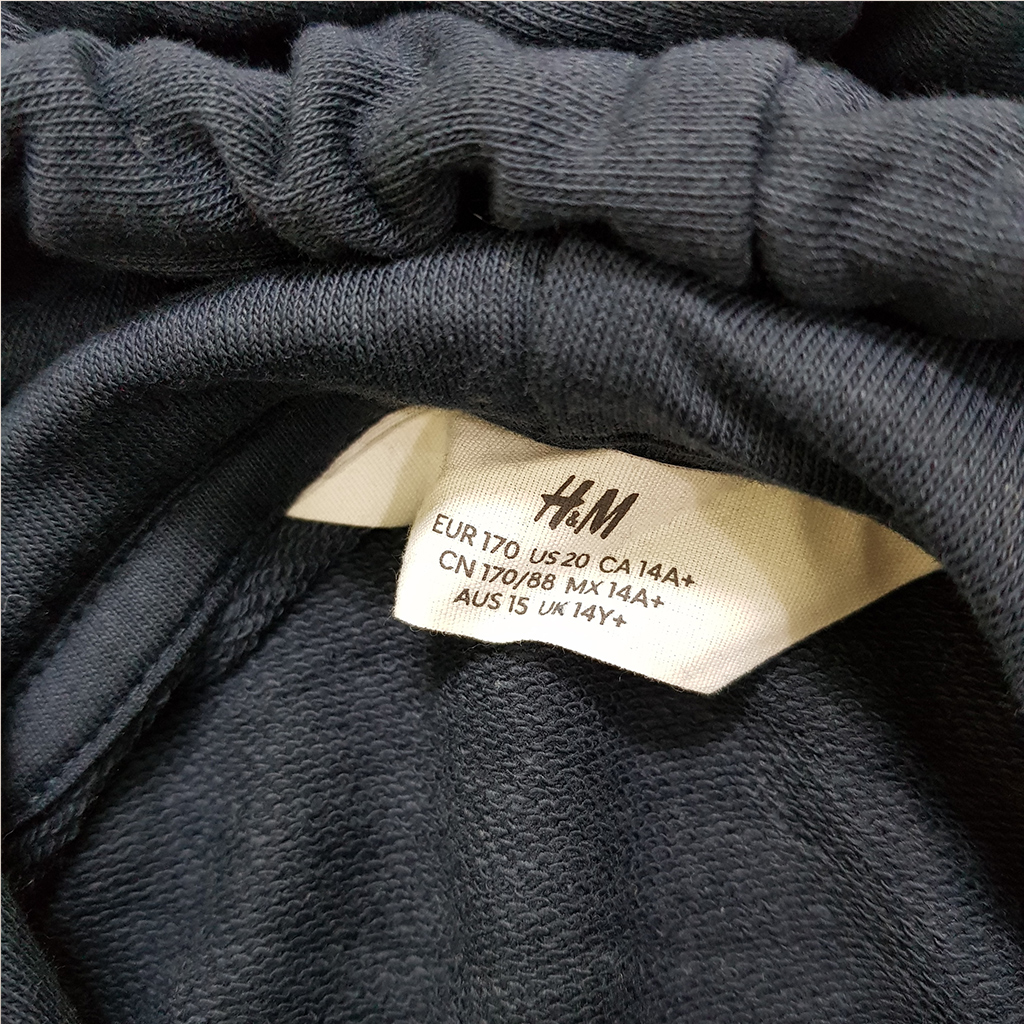 H&M
EUR 170 US 20 CA 14A+
CN 170/88 MX 14A+
AUS 15 UK 14Y+